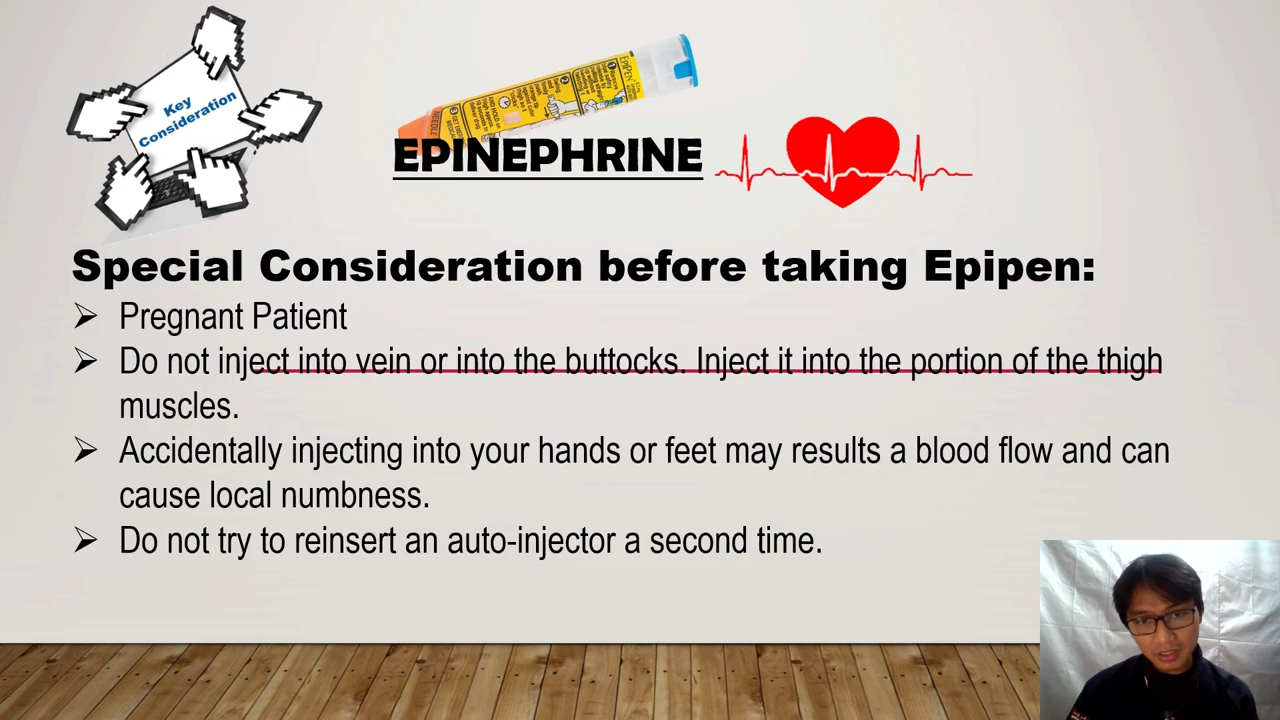 Key
Consideration
EPIPEN
NEEDLE
EPINEPHRINE
Special Consideration before taking Epipen:
➢ Pregnant Patient
➢ Do not inject into vein or into the buttocks. Inject it into the portion of the thigh
muscles.
➢ Accidentally injecting into your hands or feet may results a blood flow and can
cause local numbness.
➢ Do not try to reinsert an auto-injector a second time.